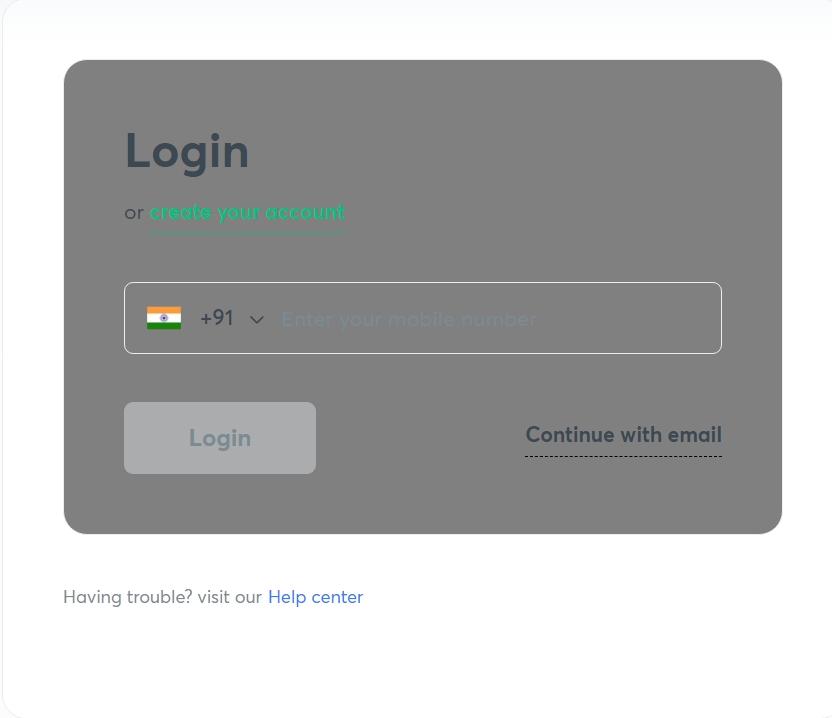 Login
or create your account
+91 Enter your mobile number
Login
Continue with email
Having trouble? visit our Help center